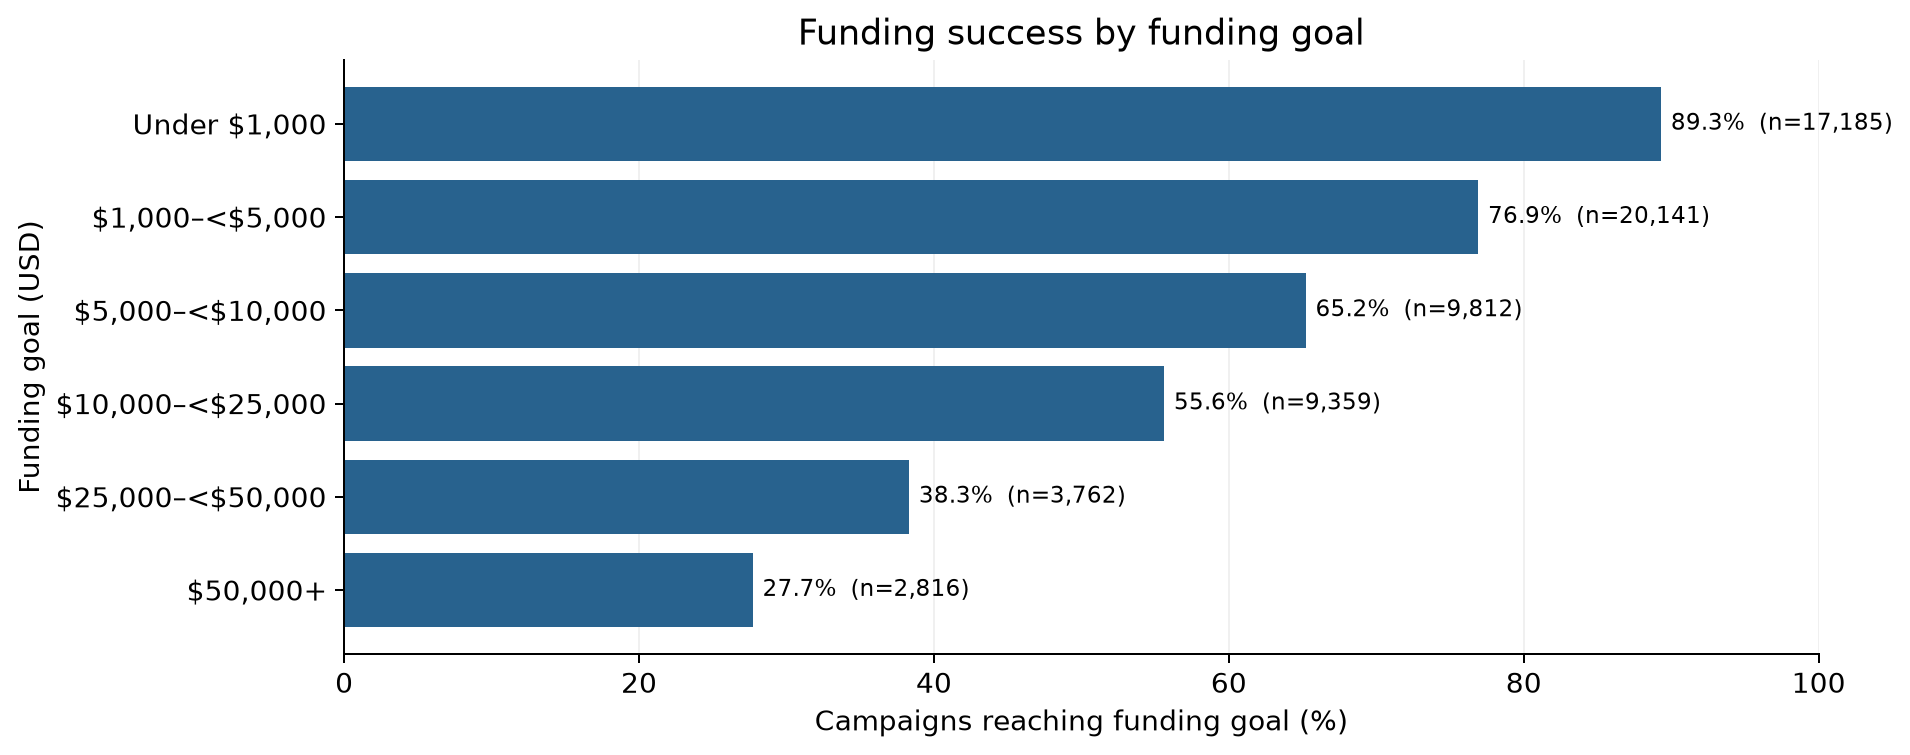 Funding success by funding goal
Funding goal (USD)
Under $1,000
89.3% (n=17,185)
$1,000–<$5,000
76.9% (n=20,141)
$5,000–<$10,000
65.2% (n=9,812)
$10,000–<$25,000
55.6% (n=9,359)
$25,000–<$50,000
38.3% (n=3,762)
$50,000+
27.7% (n=2,816)
0 20 40 60 80 100
Campaigns reaching funding goal (%)